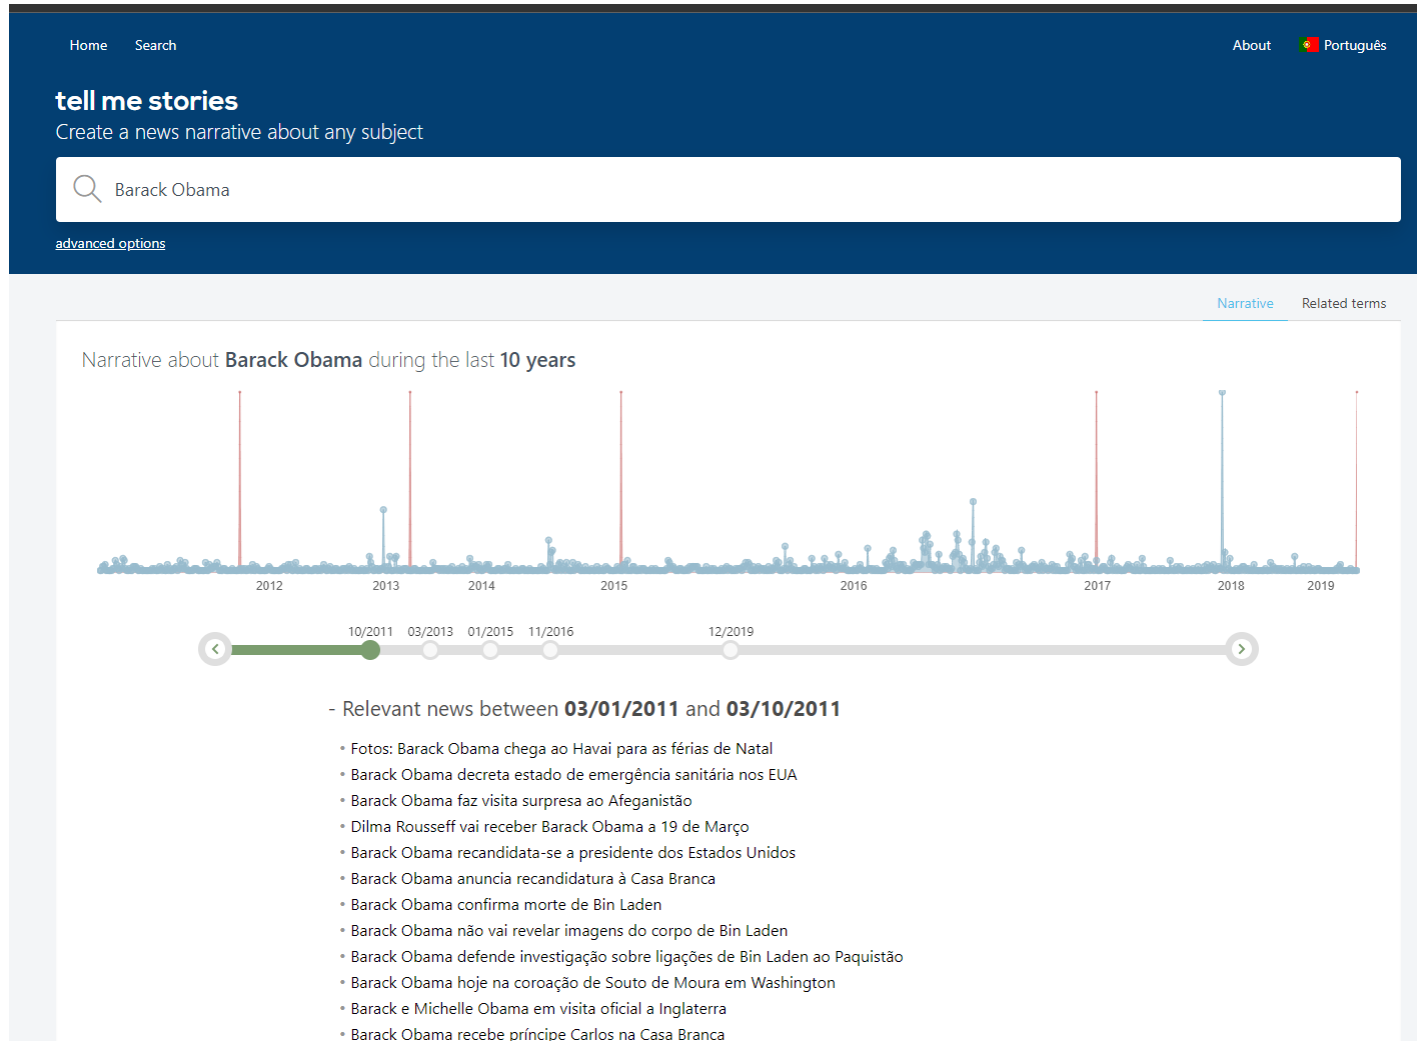 Home Search About Português
tell me stories
Create a news narrative about any subject
Barack Obama
advanced options
Narrative Related terms
Narrative about Barack Obama during the last 10 years
2012 2013 2014 2015 2016 2017 2018 2019
10/2011 03/2013 01/2015 11/2016 12/2019
- Relevant news between 03/01/2011 and 03/10/2011
• Fotos: Barack Obama chega ao Havai para as férias de Natal
• Barack Obama decreta estado de emergência sanitária nos EUA
• Barack Obama faz visita surpresa ao Afeganistão
• Dilma Rousseff vai receber Barack Obama a 19 de Março
• Barack Obama recandidata-se a presidente dos Estados Unidos
• Barack Obama anuncia recandidatura à Casa Branca
• Barack Obama confirma morte de Bin Laden
• Barack Obama não vai revelar imagens do corpo de Bin Laden
• Barack Obama defende investigação sobre ligações de Bin Laden ao Paquistão
• Barack Obama hoje na coroação de Souto de Moura em Washington
• Barack e Michelle Obama em visita oficial a Inglaterra
• Barack Obama recebe príncipe Carlos na Casa Branca